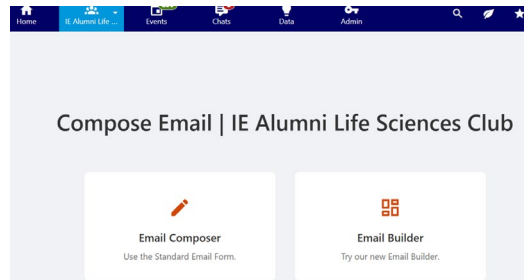 Home
IE Alumni Life ...
Events
Chats
Data
Admin
Compose Email | IE Alumni Life Sciences Club
Email Composer
Use the Standard Email Form.
Email Builder
Try our new Email Builder.